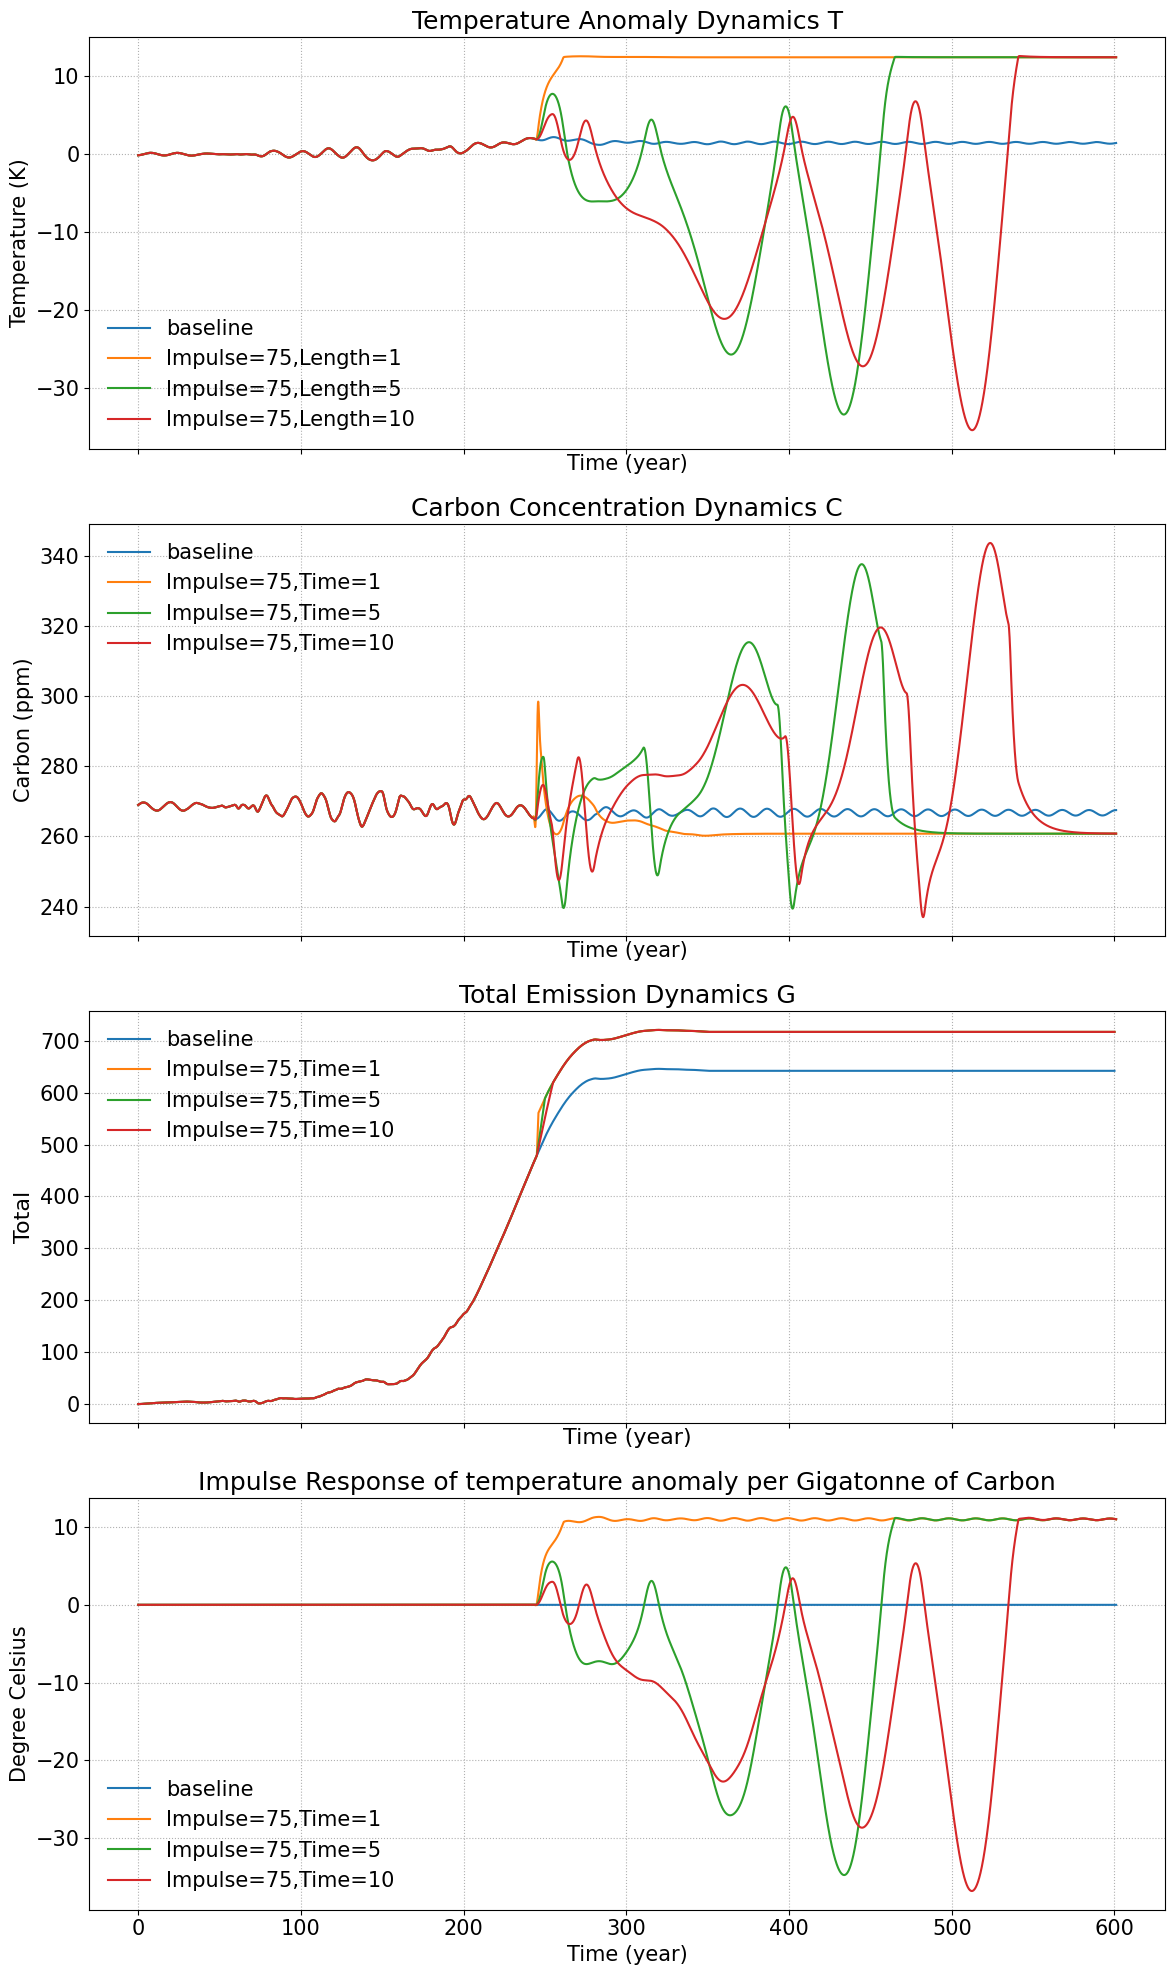 Temperature Anomaly Dynamics T
10
0
−10
−20
−30
Temperature (K)
baseline
Impulse=75,Length=1
Impulse=75,Length=5
Impulse=75,Length=10
Time (year)
Carbon Concentration Dynamics C
340
320
300
280
260
240
Carbon (ppm)
baseline
Impulse=75,Time=1
Impulse=75,Time=5
Impulse=75,Time=10
Time (year)
Total Emission Dynamics G
700
600
500
400
300
200
100
0
Total
baseline
Impulse=75,Time=1
Impulse=75,Time=5
Impulse=75,Time=10
Time (year)
Impulse Response of temperature anomaly per Gigatonne of Carbon
10
0
−10
−20
−30
Degree Celsius
baseline
Impulse=75,Time=1
Impulse=75,Time=5
Impulse=75,Time=10
0 100 200 300 400 500 600
Time (year)